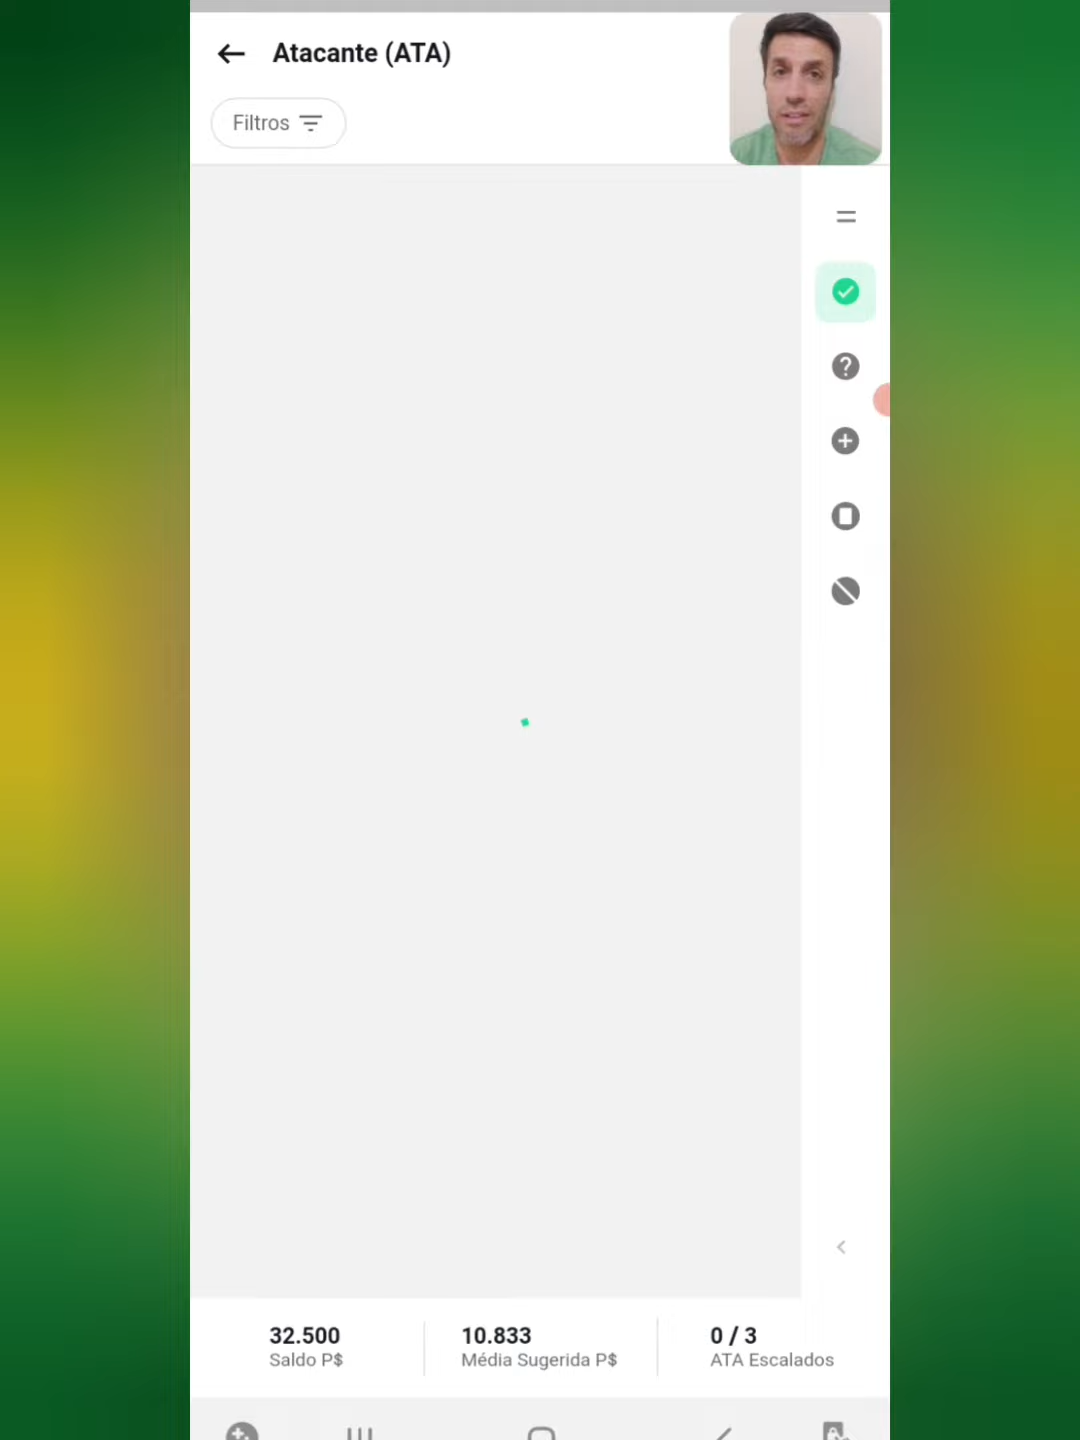 Atacante (ATA)
Filtros
32.500
Saldo P$
10.833
Média Sugerida P$
0 / 3
ATA Escalados